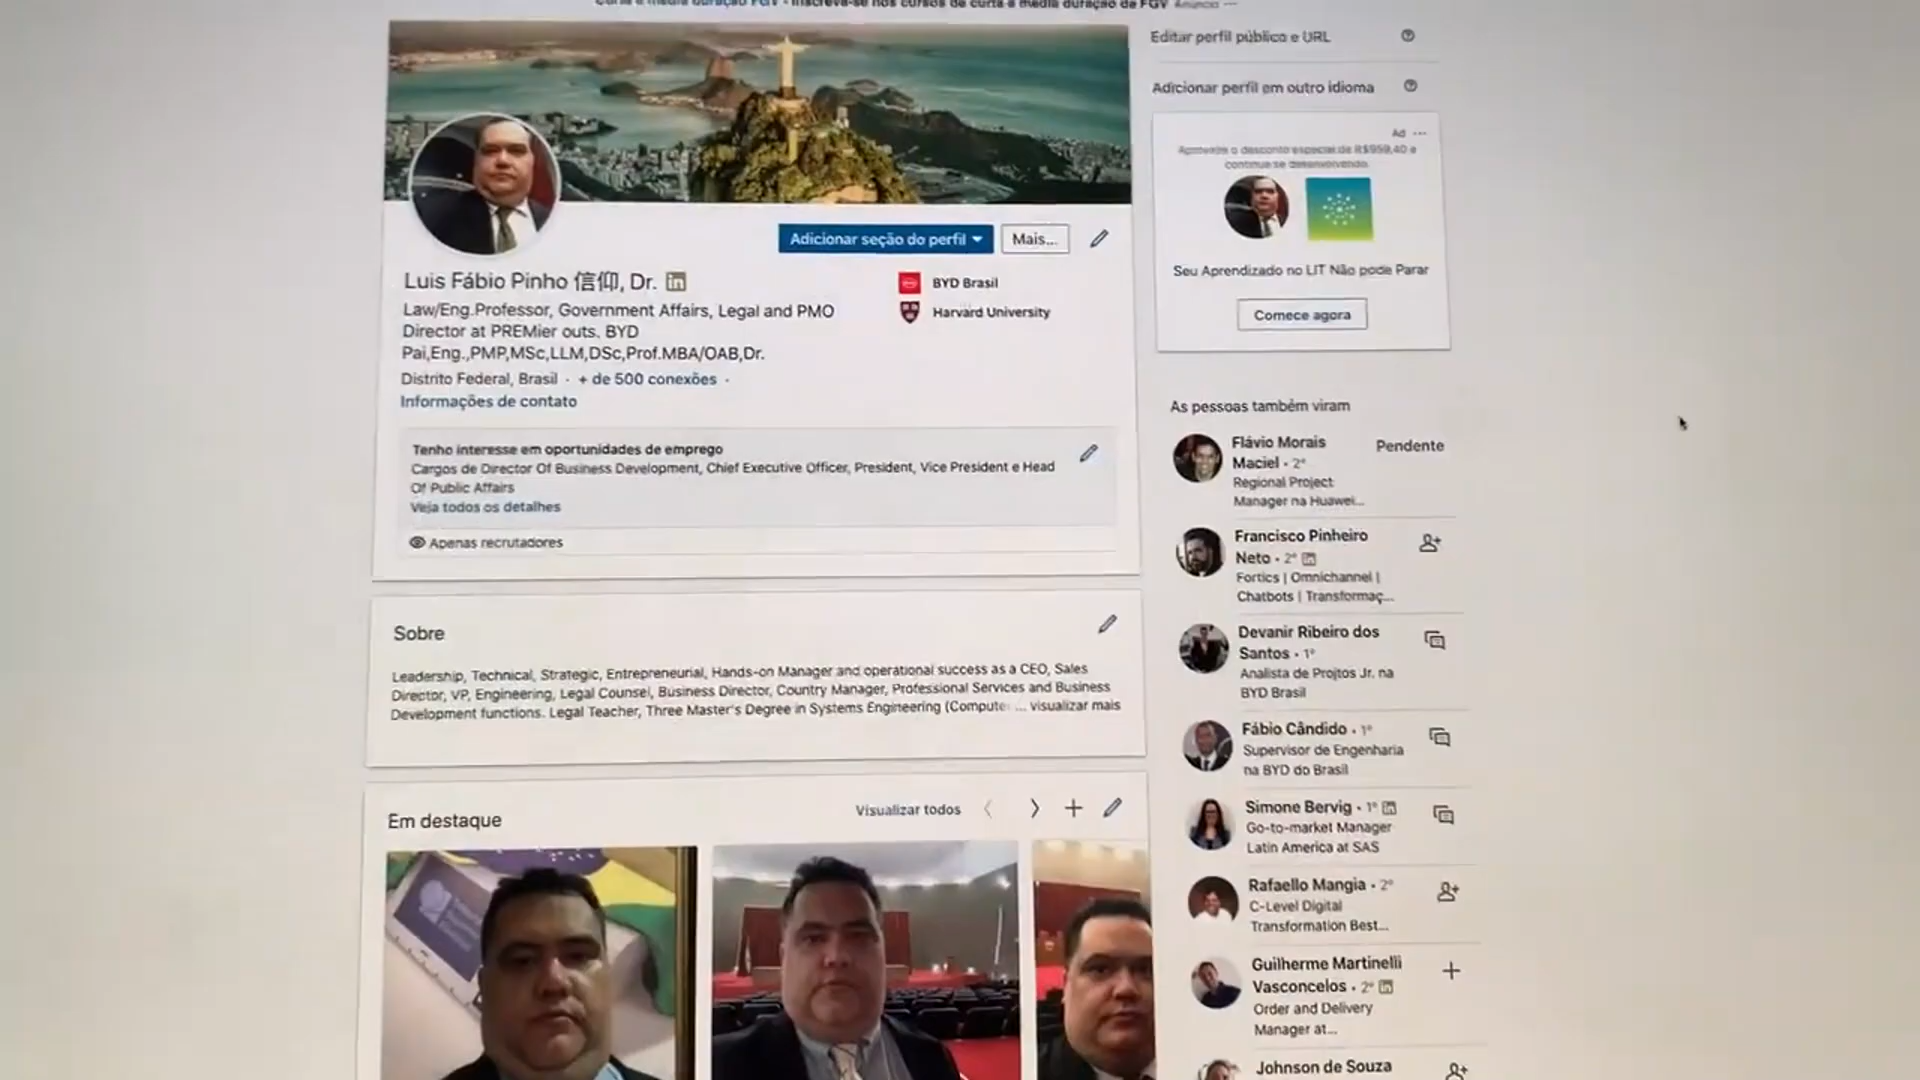 Curta e média duração FGV - Inscreva-se nos cursos de curta e média duração da FGV Anúncio ...
Editar perfil público e URL
Adicionar perfil em outro idioma
Ad ...
Aproveite o desconto especial de R$959,40 e
continue se desenvolvendo.
Seu Aprendizado no LIT Não pode Parar
Comece agora
Adicionar seção do perfil
Mais...
Luis Fábio Pinho 信仰, Dr. in
BYD Brasil
Harvard University
Law/Eng.Professor, Government Affairs, Legal and PMO
Director at PREMier outs. BYD
Pai,Eng.,PMP,MSc,LLM,DSc,Prof.MBA/OAB,Dr.
Distrito Federal, Brasil · + de 500 conexões ·
Informações de contato
Tenho interesse em oportunidades de emprego
Cargos de Director Of Business Development, Chief Executive Officer, President, Vice President e Head
Of Public Affairs
Veja todos os detalhes
Apenas recrutadores
Sobre
Leadership, Technical, Strategic, Entrepreneurial, Hands-on Manager and operational success as a CEO, Sales
Director, VP, Engineering, Legal Counsel, Business Director, Country Manager, Professional Services and Business
Development functions. Legal Teacher, Three Master's Degree in Systems Engineering (Compute ... visualizar mais
Em destaque
Visualizar todos
As pessoas também viram
Flávio Morais
Maciel • 2°
Pendente
Regional Project
Manager na Huawei...
Francisco Pinheiro
Neto • 2° in
Fortics | Omnichannel |
Chatbots | Transformaç...
Devanir Ribeiro dos
Santos • 1°
Analista de Projtos Jr. na
BYD Brasil
Fábio Cândido • 1°
Supervisor de Engenharia
na BYD do Brasil
Simone Bervig • 1° in
Go-to-market Manager
Latin America at SAS
Rafaello Mangia • 2°
C-Level Digital
Transformation Best...
Guilherme Martinelli
Vasconcelos • 2° in
Order and Delivery
Manager at...
Johnson de Souza